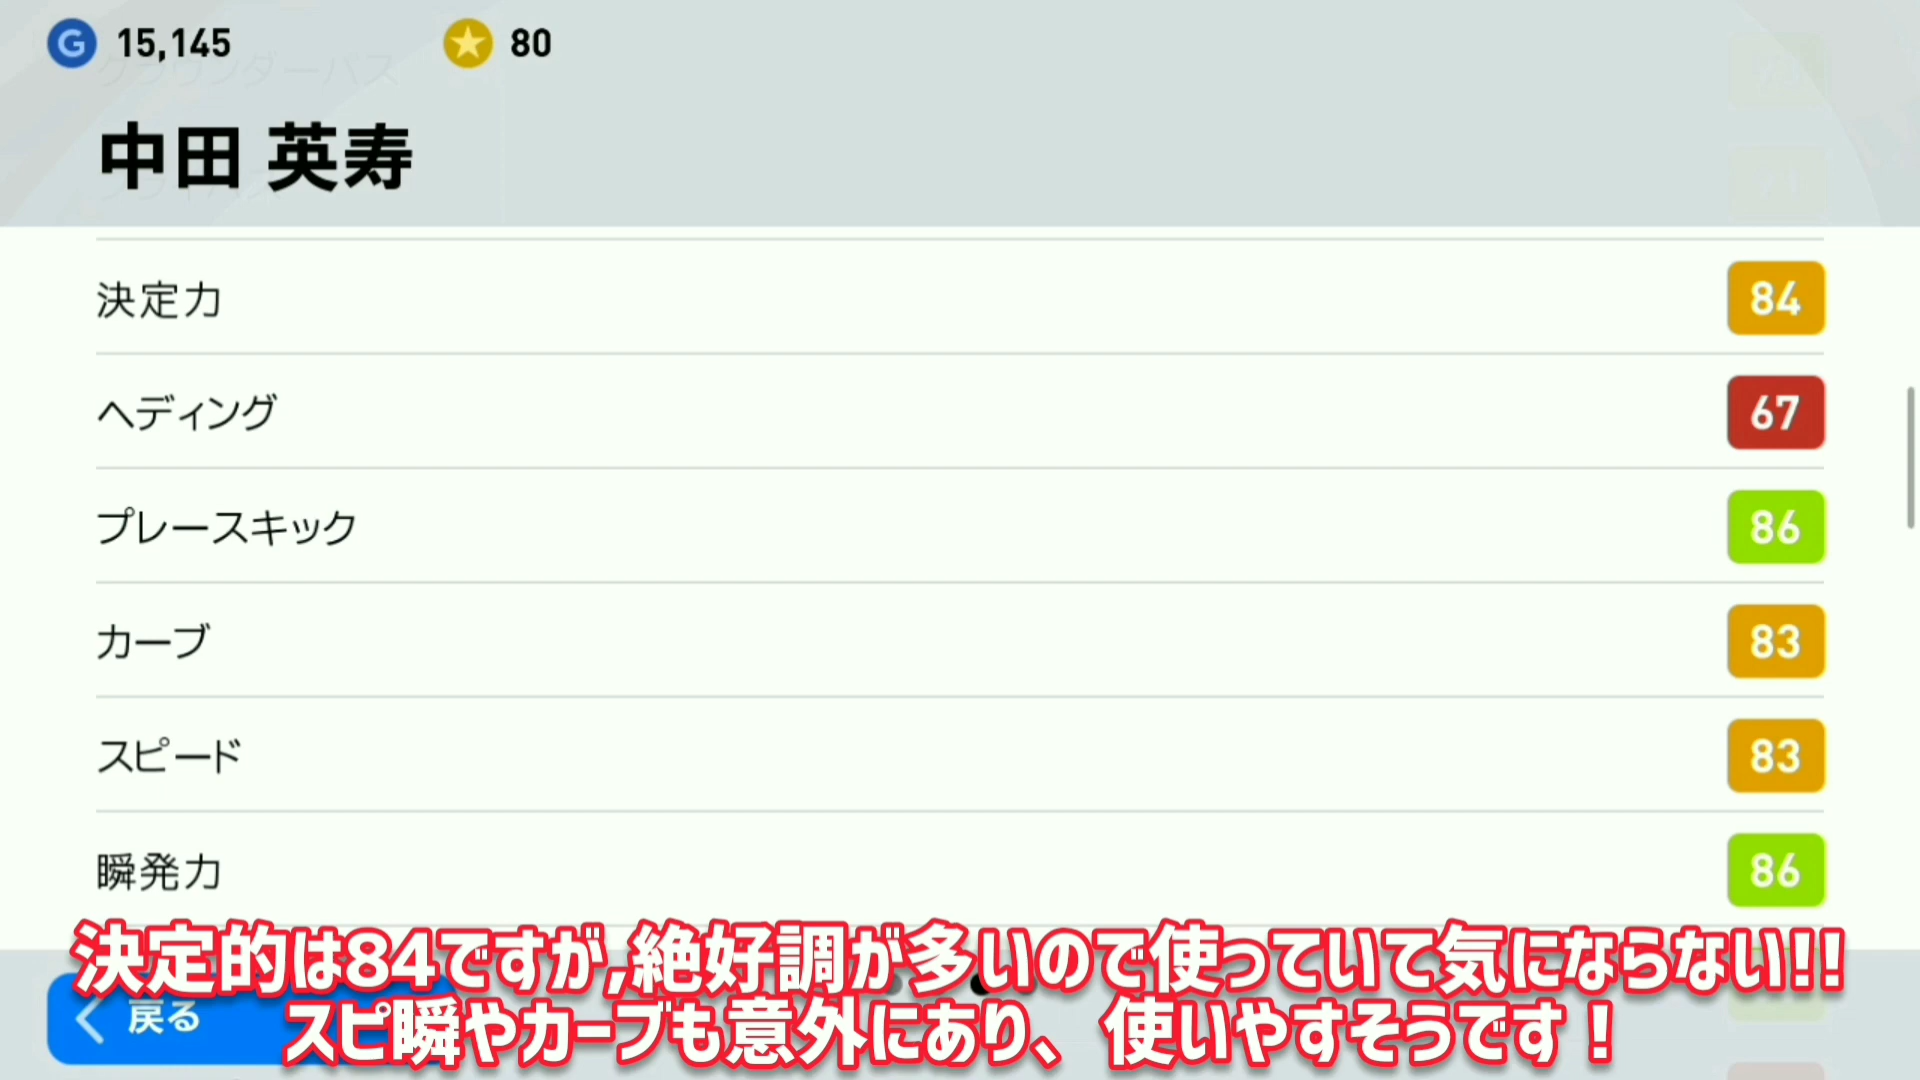 G 15,145 80
中田 英寿
決定力 84
ヘディング 67
プレースキック 86
カーブ 83
スピード 83
瞬発力 86
決定的は84ですが,絶好調が多いので使っていて気にならない!!
戻る
スピ瞬やカーブも意外にあり、使いやすそうです！